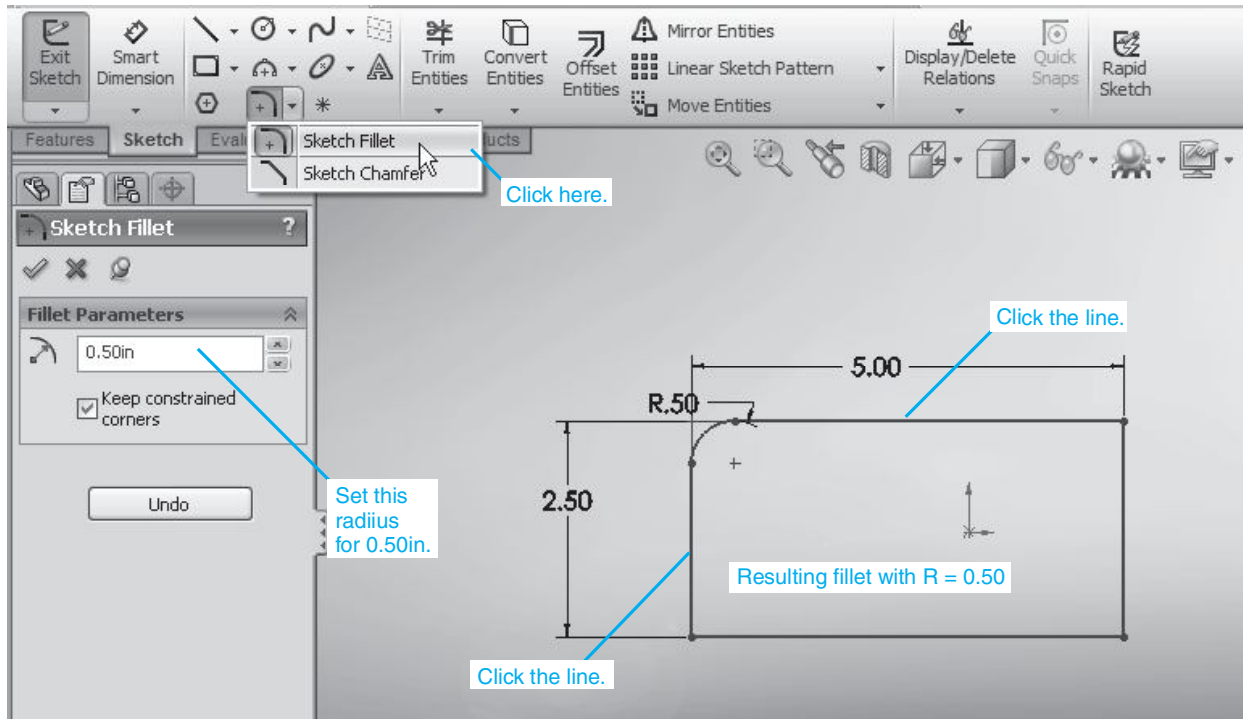 Exit
Sketch
Smart
Dimension
Trim
Entities
Convert
Entities
Offset
Entities
Mirror Entities
Linear Sketch Pattern
Move Entities
Display/Delete
Relations
Quick
Snaps
Rapid
Sketch
Features
Sketch
Sketch Fillet
Sketch Chamfer
Click here.
Sketch Fillet ?
Fillet Parameters
0.50in
Keep constrained
corners
Undo
Set this
radiius
for 0.50in.
Click the line.
5.00
R.50
2.50
Resulting fillet with R = 0.50
Click the line.